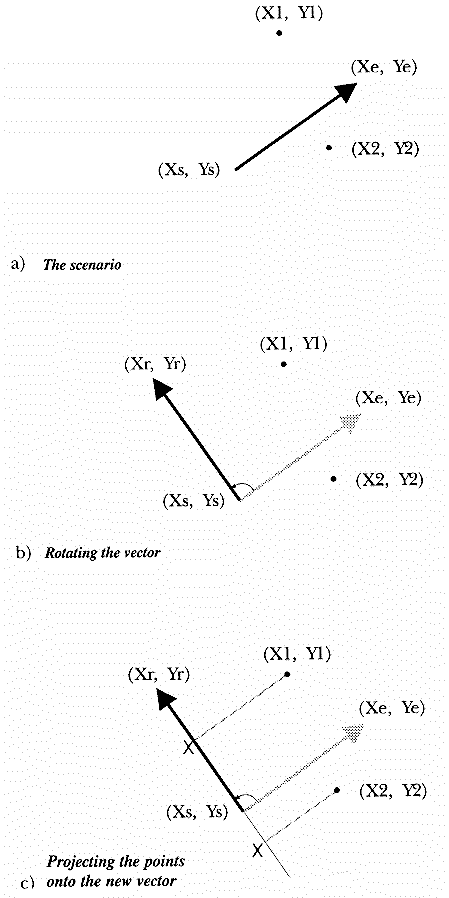 (X1, Y1)
(Xe, Ye)
(X2, Y2)
(Xs, Ys)
a) The scenario
(X1, Y1)
(Xr, Yr)
(Xe, Ye)
(X2, Y2)
(Xs, Ys)
b) Rotating the vector
(X1, Y1)
(Xr, Yr)
(Xe, Ye)
X
(X2, Y2)
(Xs, Ys)
X
Projecting the points
c) onto the new vector